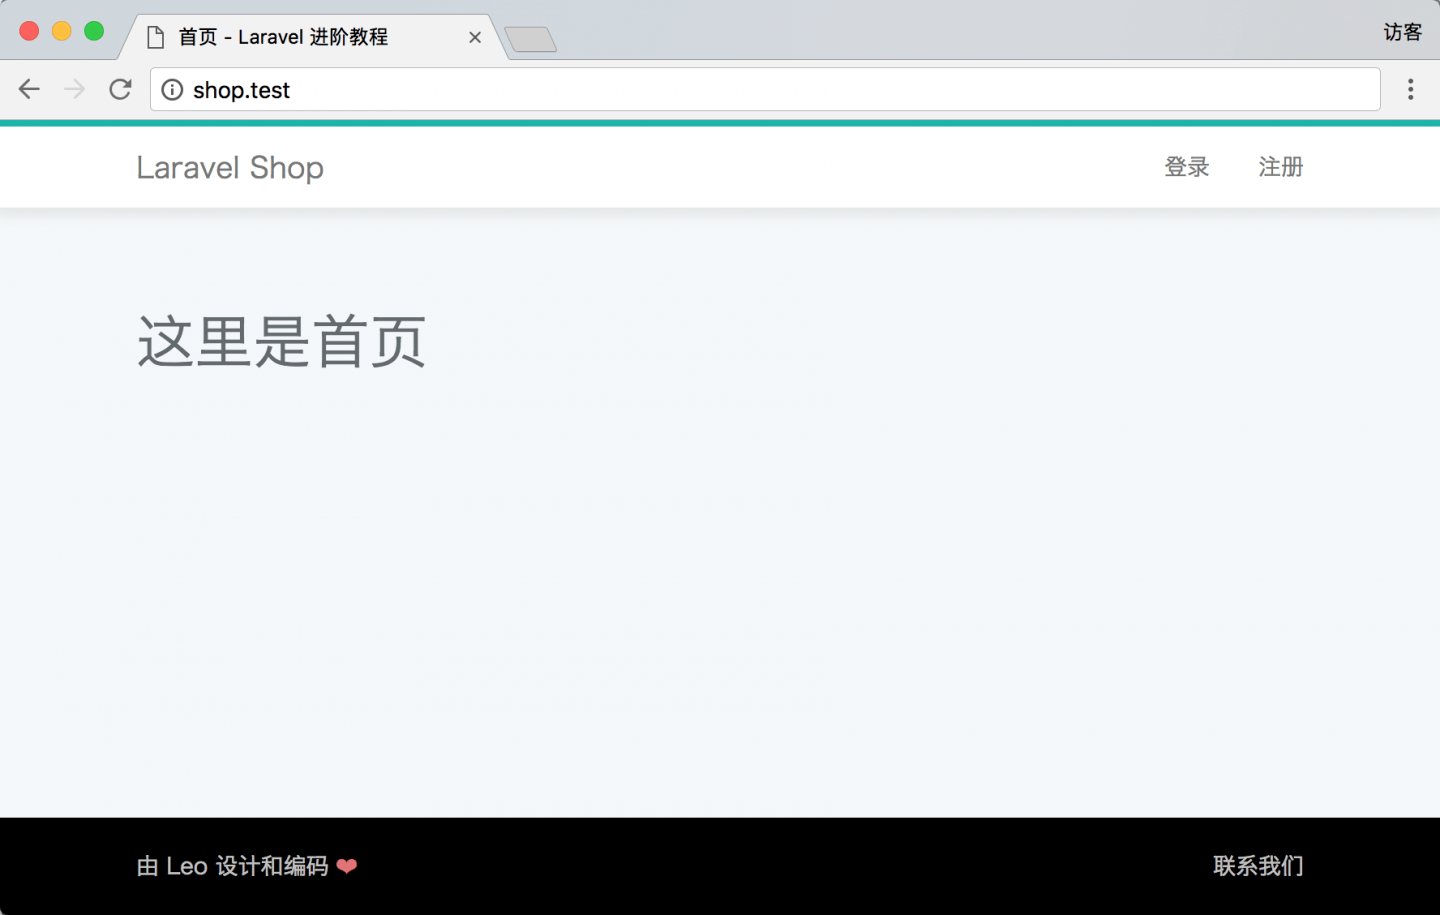 首页 - Laravel 进阶教程
访客
shop.test
Laravel Shop
登录
注册
这里是首页
由 Leo 设计和编码 ❤
联系我们